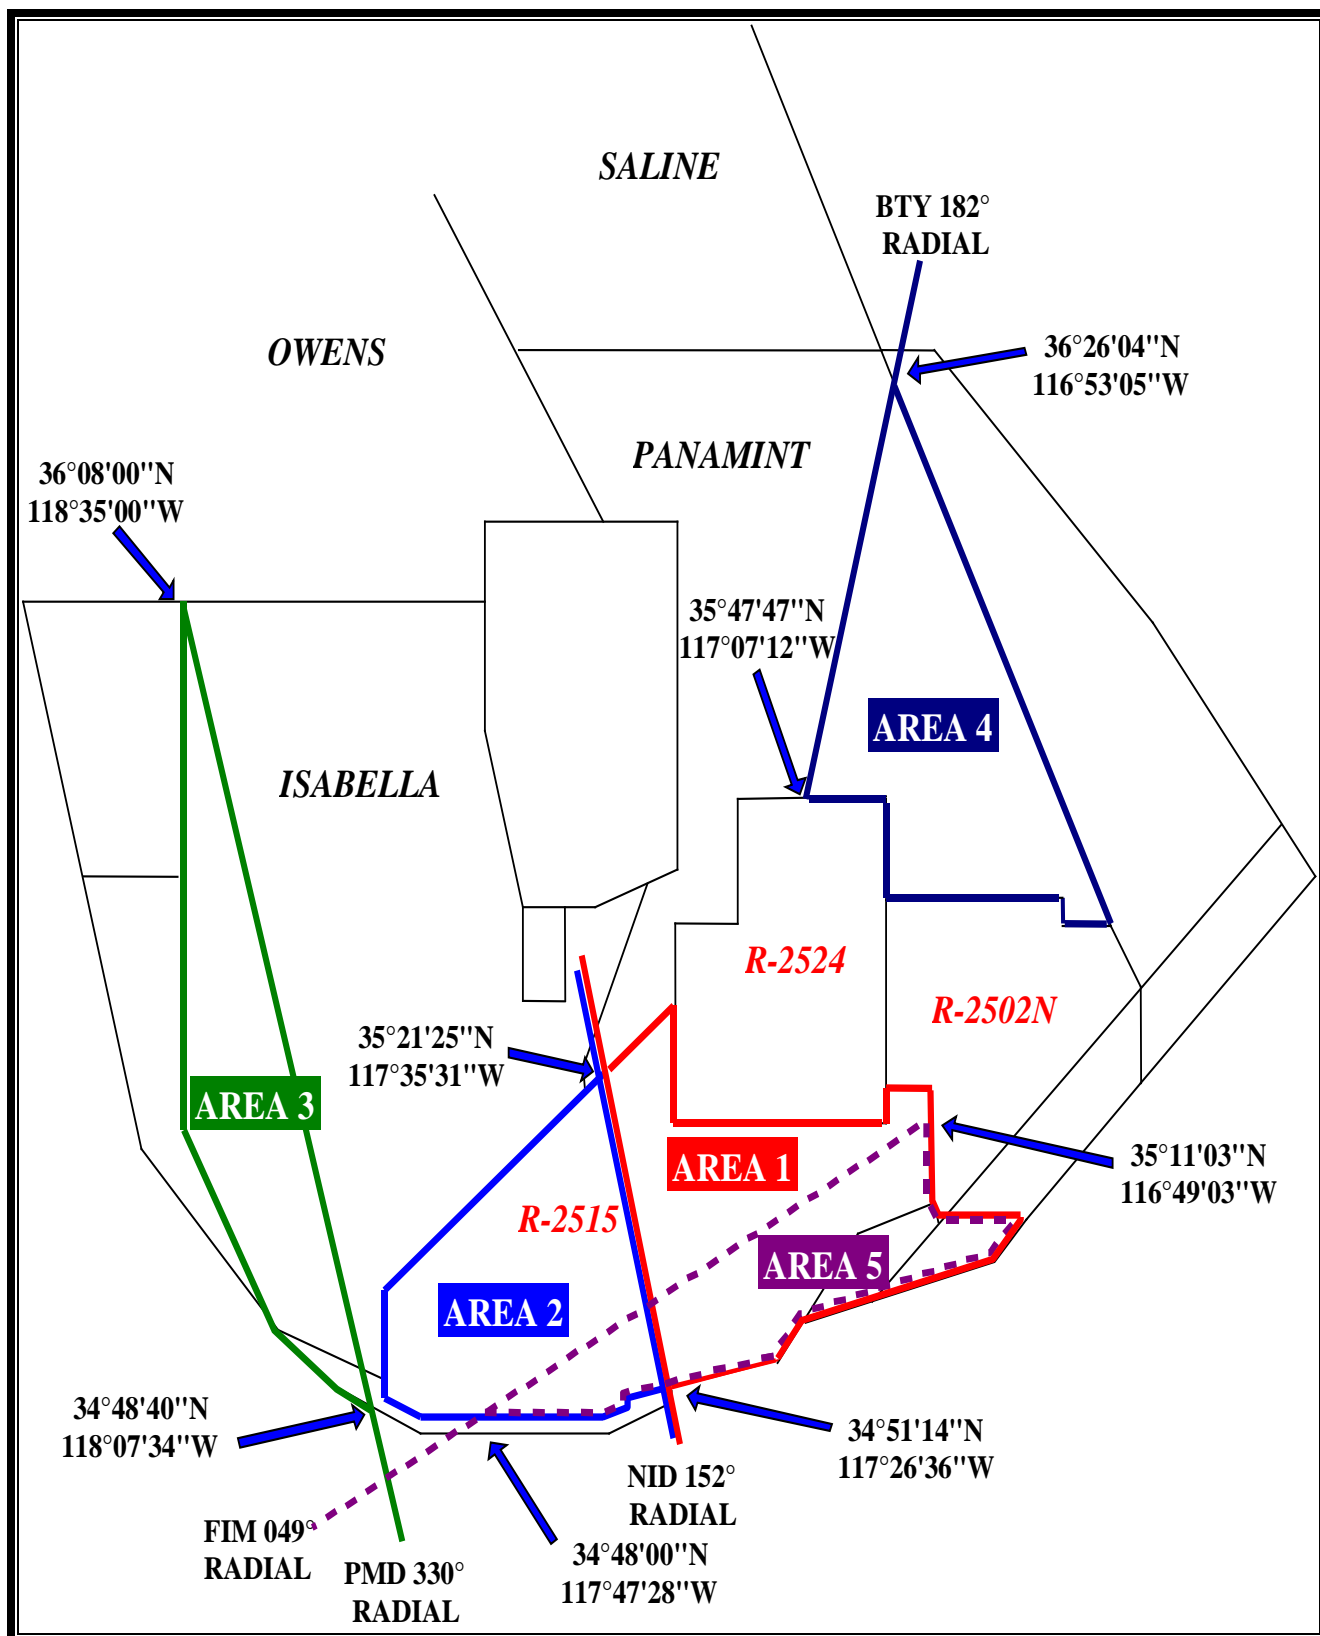 SALINE
BTY 182°
RADIAL
OWENS
36°26'04"N
116°53'05"W
PANAMINT
36°08'00"N
118°35'00"W
35°47'47"N
117°07'12"W
AREA 4
ISABELLA
R-2524
R-2502N
35°21'25"N
117°35'31"W
AREA 3
AREA 1
35°11'03"N
116°49'03"W
R-2515
AREA 5
AREA 2
34°48'40"N
118°07'34"W
34°51'14"N
117°26'36"W
NID 152°
RADIAL
FIM 049°
RADIAL
34°48'00"N
117°47'28"W
PMD 330°
RADIAL